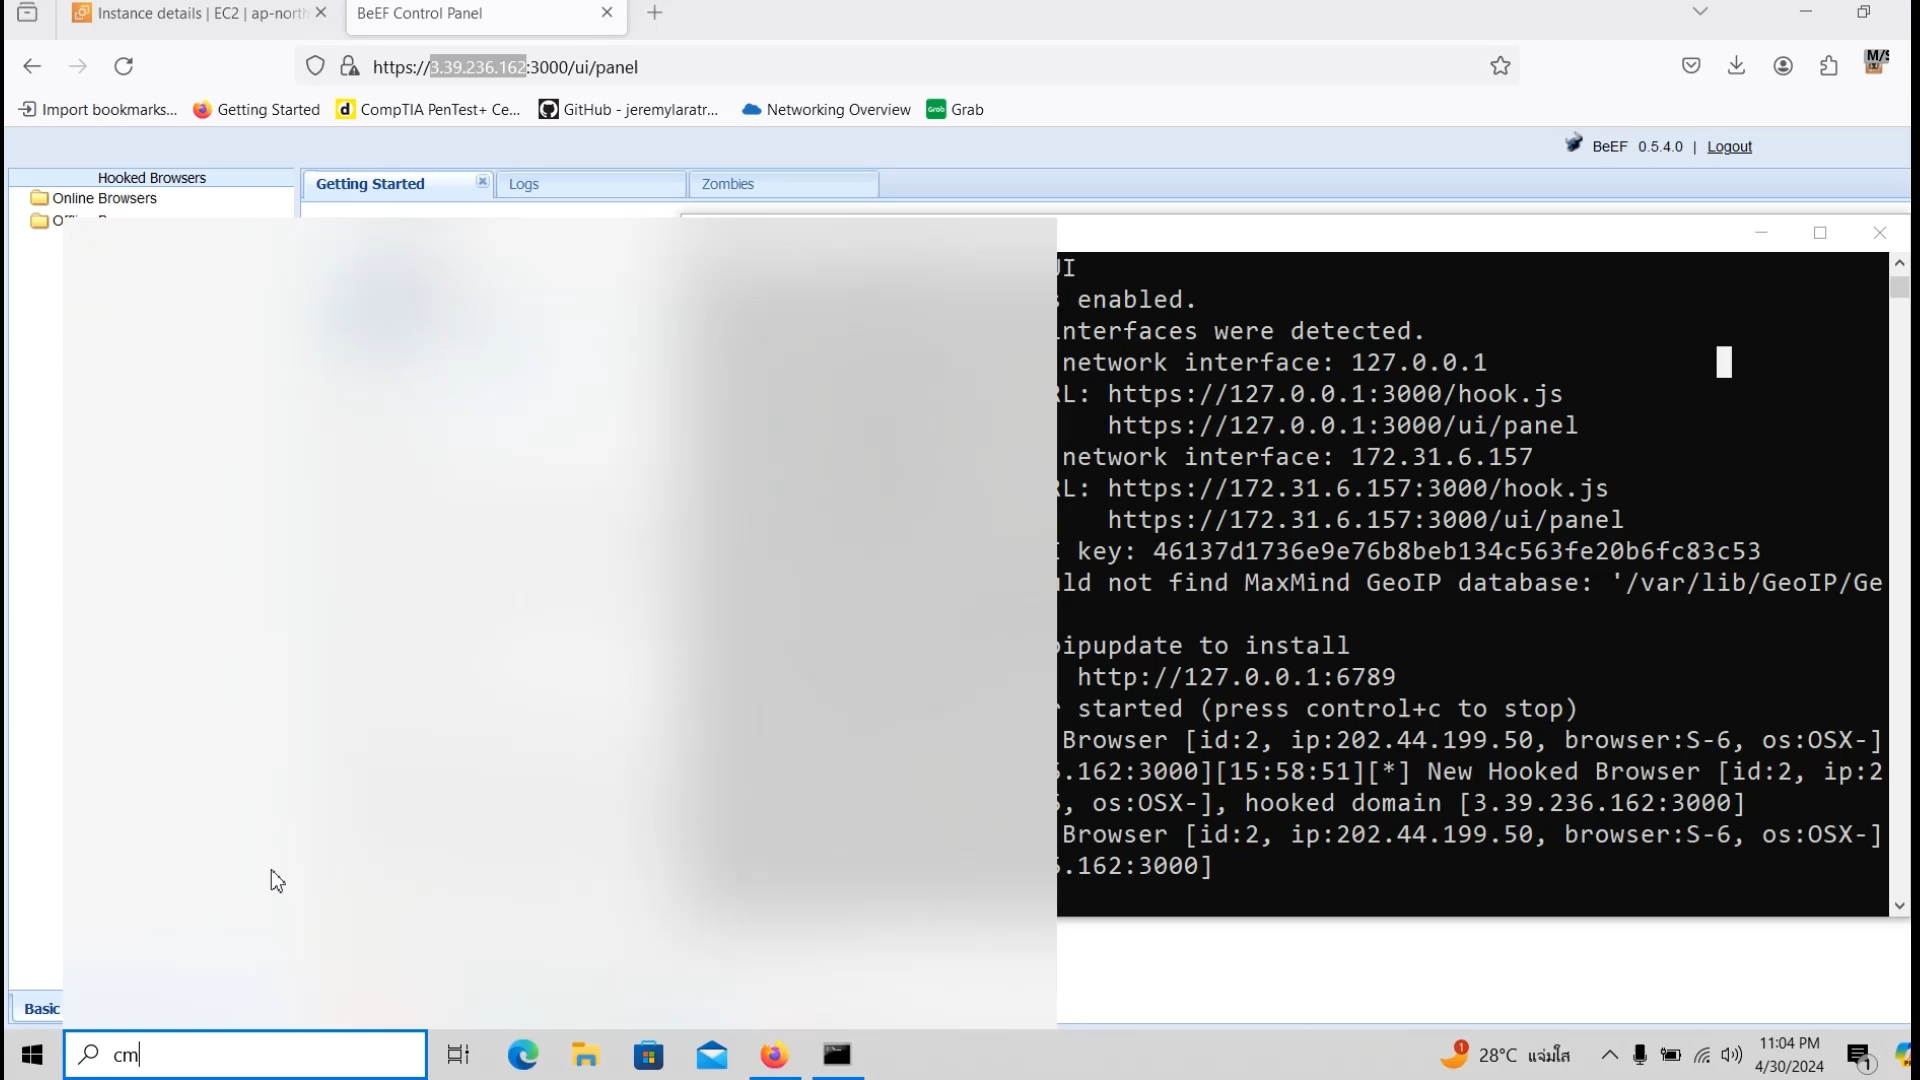 Instance details | EC2 | ap-north
BeEF Control Panel
https://3.39.236.162:3000/ui/panel
M/S
Import bookmarks...
Getting Started
CompTIA PenTest+ Ce...
GitHub - jeremylaratr...
Networking Overview
Grab
Grab
BeEF 0.5.4.0 | Logout
Hooked Browsers
Getting Started
Logs
Zombies
Online Browsers
UI
enabled.
interfaces were detected.
network interface: 127.0.0.1
RL: https://127.0.0.1:3000/hook.js
https://127.0.0.1:3000/ui/panel
network interface: 172.31.6.157
RL: https://172.31.6.157:3000/hook.js
https://172.31.6.157:3000/ui/panel
key: 46137d1736e9e76b8beb134c563fe20b6fc83c53
uld not find MaxMind GeoIP database: '/var/lib/GeoIP/Ge
oipupdate to install
http://127.0.0.1:6789
started (press control+c to stop)
Browser [id:2, ip:202.44.199.50, browser:S-6, os:OSX-]
.162:3000][15:58:51][*] New Hooked Browser [id:2, ip:2
, os:OSX-], hooked domain [3.39.236.162:3000]
Browser [id:2, ip:202.44.199.50, browser:S-6, os:OSX-]
.162:3000]
Basic
cm
1
28°C แจ่มใส
11:04 PM
4/30/2024
1